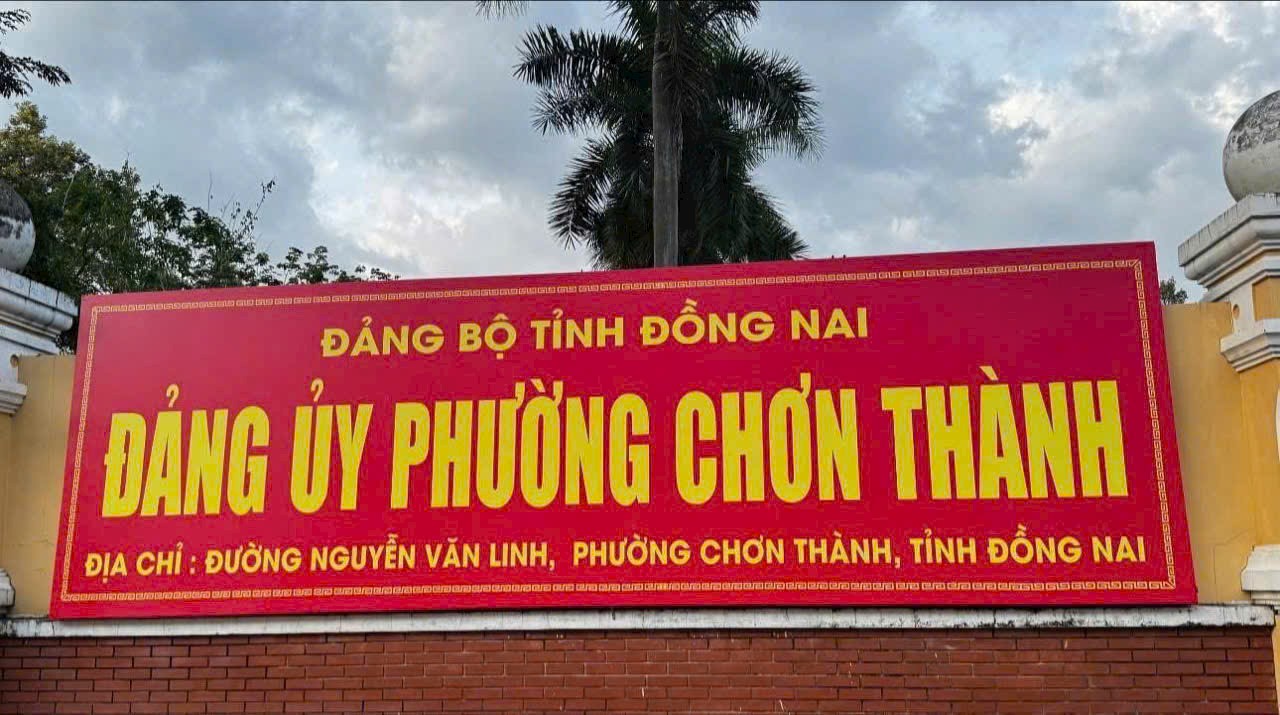 ĐẢNG BỘ TỈNH ĐỒNG NAI
ĐẢNG ỦY PHƯỜNG CHƠN THÀNH
ĐỊA CHỈ : ĐƯỜNG NGUYỄN VĂN LINH, PHƯỜNG CHƠN THÀNH, TỈNH ĐỒNG NAI